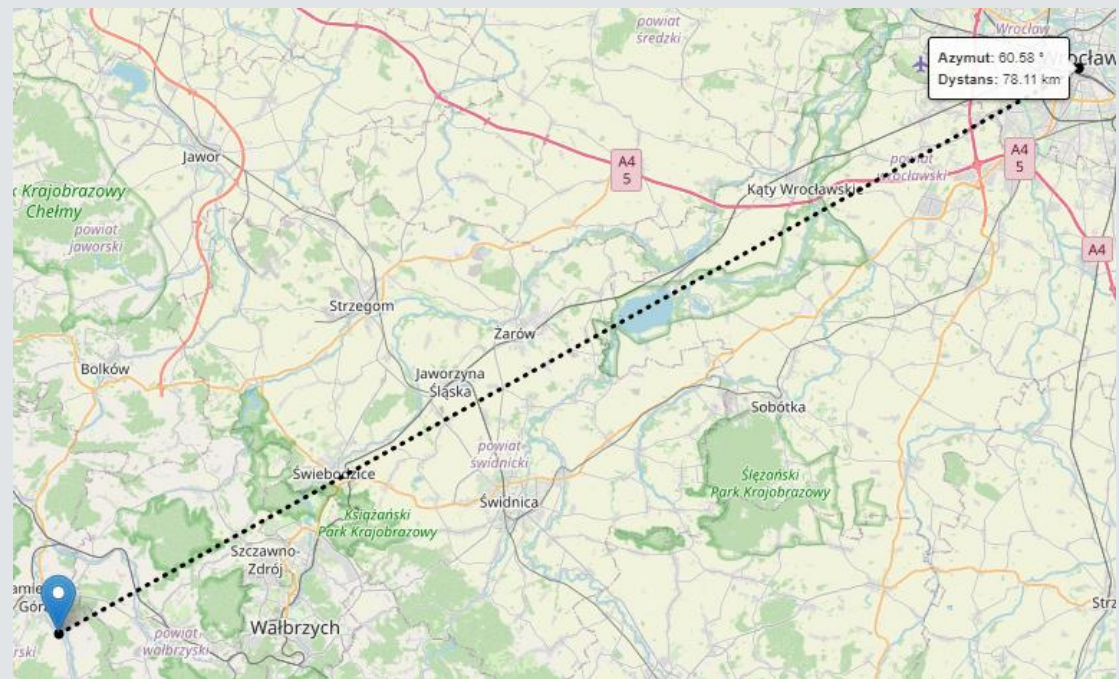 powiat
średzki
Wrocław
Azymut: 60.58 °
Dystans: 78.11 km
Jawor
A4
5
A4
5
powiat
wrocławski
Kąty Wrocławskie
Krajobrazowy
Chełmy
powiat
jaworski
A4
Strzegom
Żarów
Bolków
Jaworzyna
Śląska
Sobótka
powiat
świdnicki
Świebodzice
Ślężański
Park Krajobrazowy
Świdnica
Książański
Park Krajobrazowy
Szczawno-
Zdrój
Wałbrzych
powiat
wałbrzyski